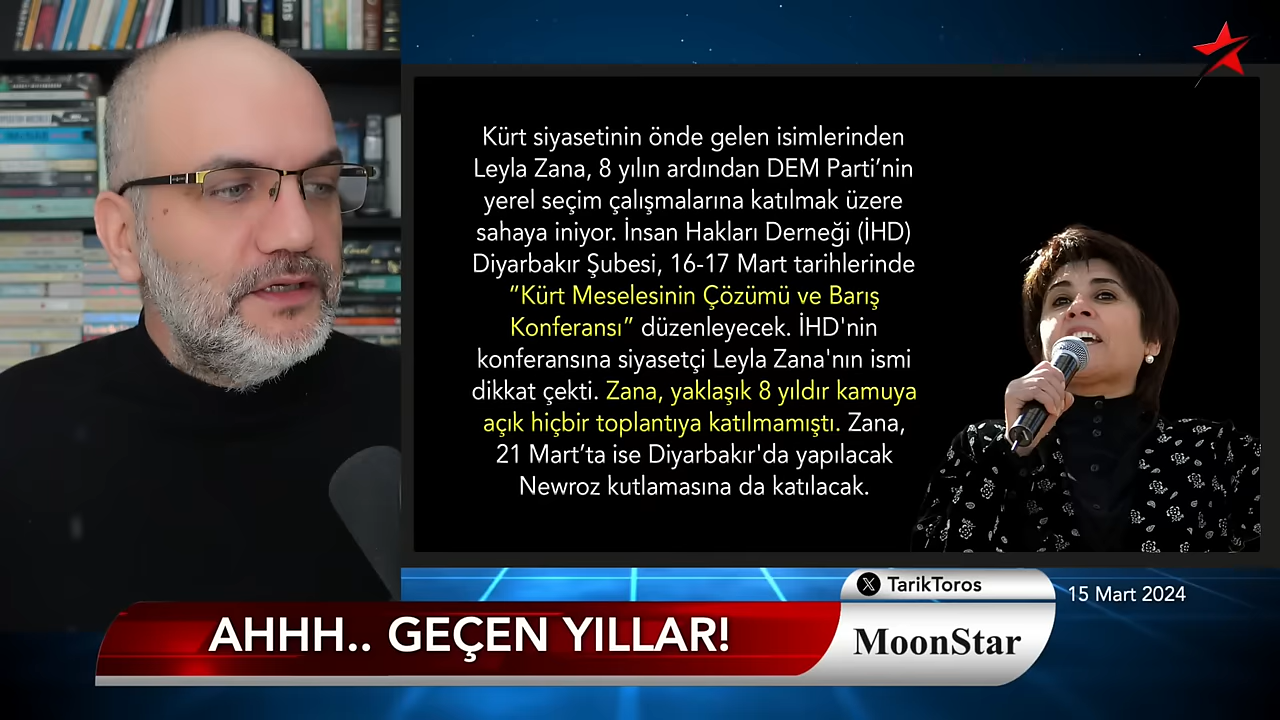 Kürt siyasetinin önde gelen isimlerinden
Leyla Zana, 8 yılın ardından DEM Parti’nin
yerel seçim çalışmalarına katılmak üzere
sahaya iniyor. İnsan Hakları Derneği (İHD)
Diyarbakır Şubesi, 16-17 Mart tarihlerinde
“Kürt Meselesinin Çözümü ve Barış
Konferansı” düzenleyecek. İHD'nin
konferansına siyasetçi Leyla Zana'nın ismi
dikkat çekti. Zana, yaklaşık 8 yıldır kamuya
açık hiçbir toplantıya katılmamıştı. Zana,
21 Mart’ta ise Diyarbakır'da yapılacak
Newroz kutlamasına da katılacak.
TarikToros
15 Mart 2024
AHHH.. GEÇEN YILLAR!
MoonStar